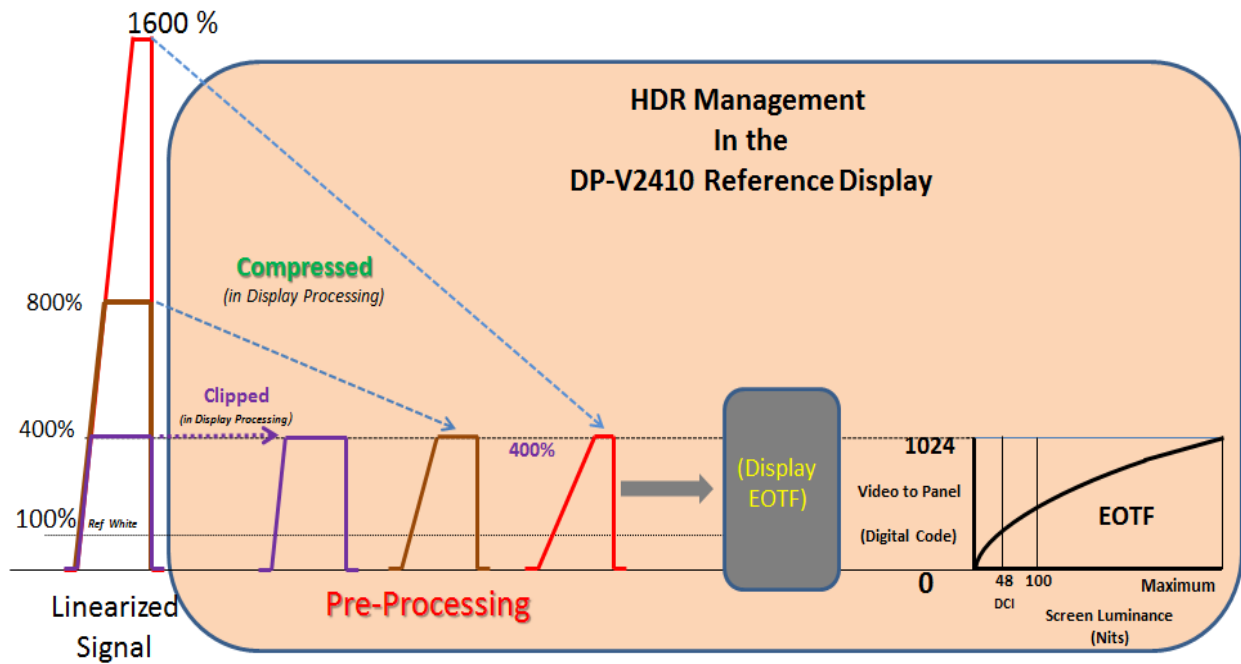 1600 %
HDR Management
In the
DP-V2410 Reference Display
Compressed
(in Display Processing)
800%
Clipped
(in Display Processing)
400%
400%
100%
Ref White
(Display
EOTF)
1024
Video to Panel
(Digital Code)
0
EOTF
48
100
Maximum
DCI
Screen Luminance
(Nits)
Linearized
Signal
Pre-Processing